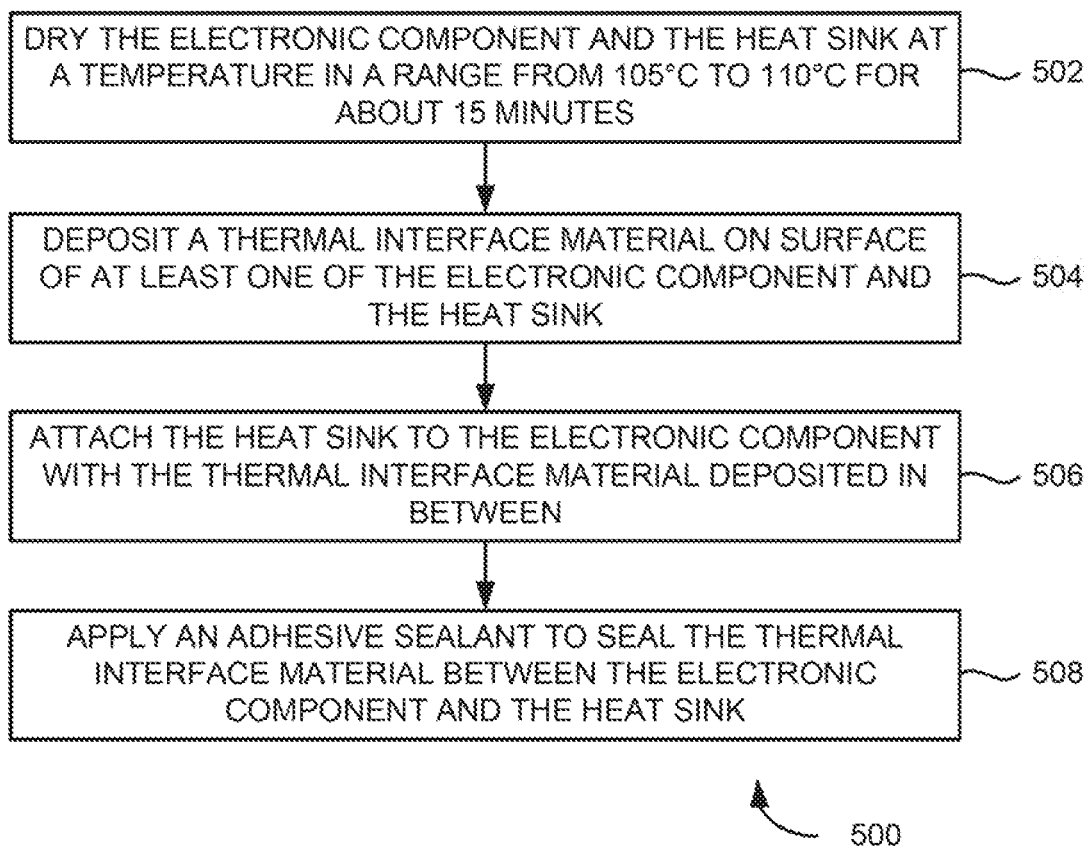 DRY THE ELECTRONIC COMPONENT AND THE HEAT SINK AT
A TEMPERATURE IN A RANGE FROM 105°C TO 110°C FOR
ABOUT 15 MINUTES
502
DEPOSIT A THERMAL INTERFACE MATERIAL ON SURFACE
OF AT LEAST ONE OF THE ELECTRONIC COMPONENT AND
THE HEAT SINK
504
ATTACH THE HEAT SINK TO THE ELECTRONIC COMPONENT
WITH THE THERMAL INTERFACE MATERIAL DEPOSITED IN
BETWEEN
506
APPLY AN ADHESIVE SEALANT TO SEAL THE THERMAL
INTERFACE MATERIAL BETWEEN THE ELECTRONIC
COMPONENT AND THE HEAT SINK
508
500